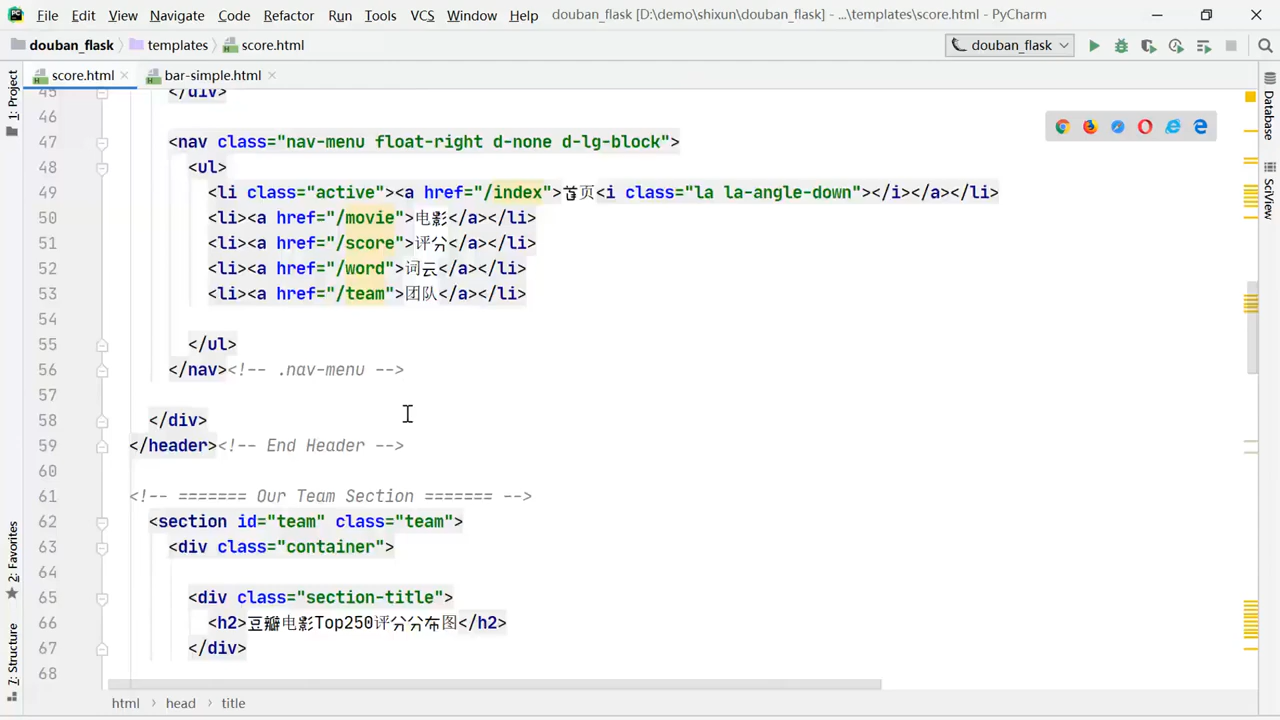 File Edit View Navigate Code Refactor Run Tools VCS Window Help douban_flask [D:\demo\shixun\douban_flask] - ...\templates\score.html - PyCharm
douban_flask templates score.html douban_flask
score.html bar-simple.html
1: Project
2: Favorites
7: Structure
Database
SciView
45 </div>
46
47 <nav class="nav-menu float-right d-none d-lg-block">
48 <ul>
49 <li class="active"><a href="/index">首页<i class="la la-angle-down"></i></a></li>
50 <li><a href="/movie">电影</a></li>
51 <li><a href="/score">评分</a></li>
52 <li><a href="/word">词云</a></li>
53 <li><a href="/team">团队</a></li>
54
55 </ul>
56 </nav><!-- .nav-menu -->
57
58 </div>
59 </header><!-- End Header -->
60
61 <!-- ======= Our Team Section ======= -->
62 <section id="team" class="team">
63 <div class="container">
64
65 <div class="section-title">
66 <h2>豆瓣电影Top250评分分布图</h2>
67 </div>
68
html head title